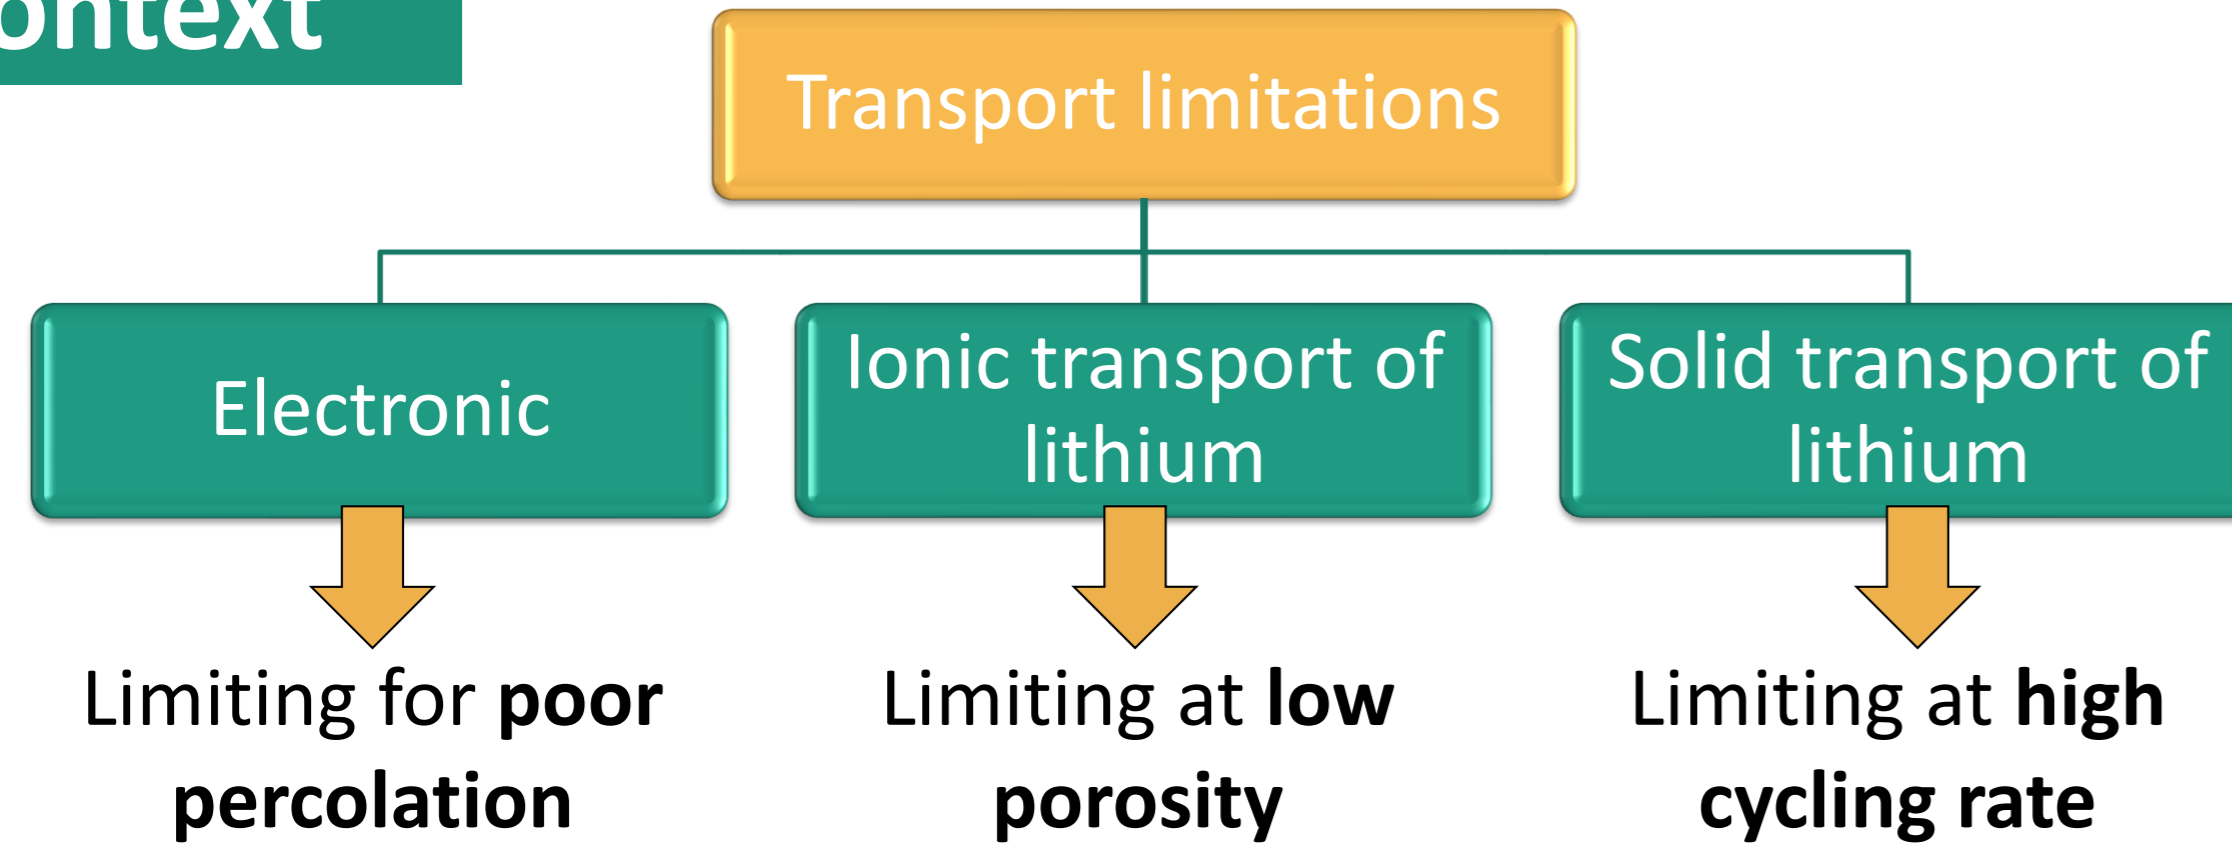 ontext
Transport limitations
Electronic
Ionic transport of
lithium
Solid transport of
lithium
Limiting for poor
percolation
Limiting at low
porosity
Limiting at high
cycling rate